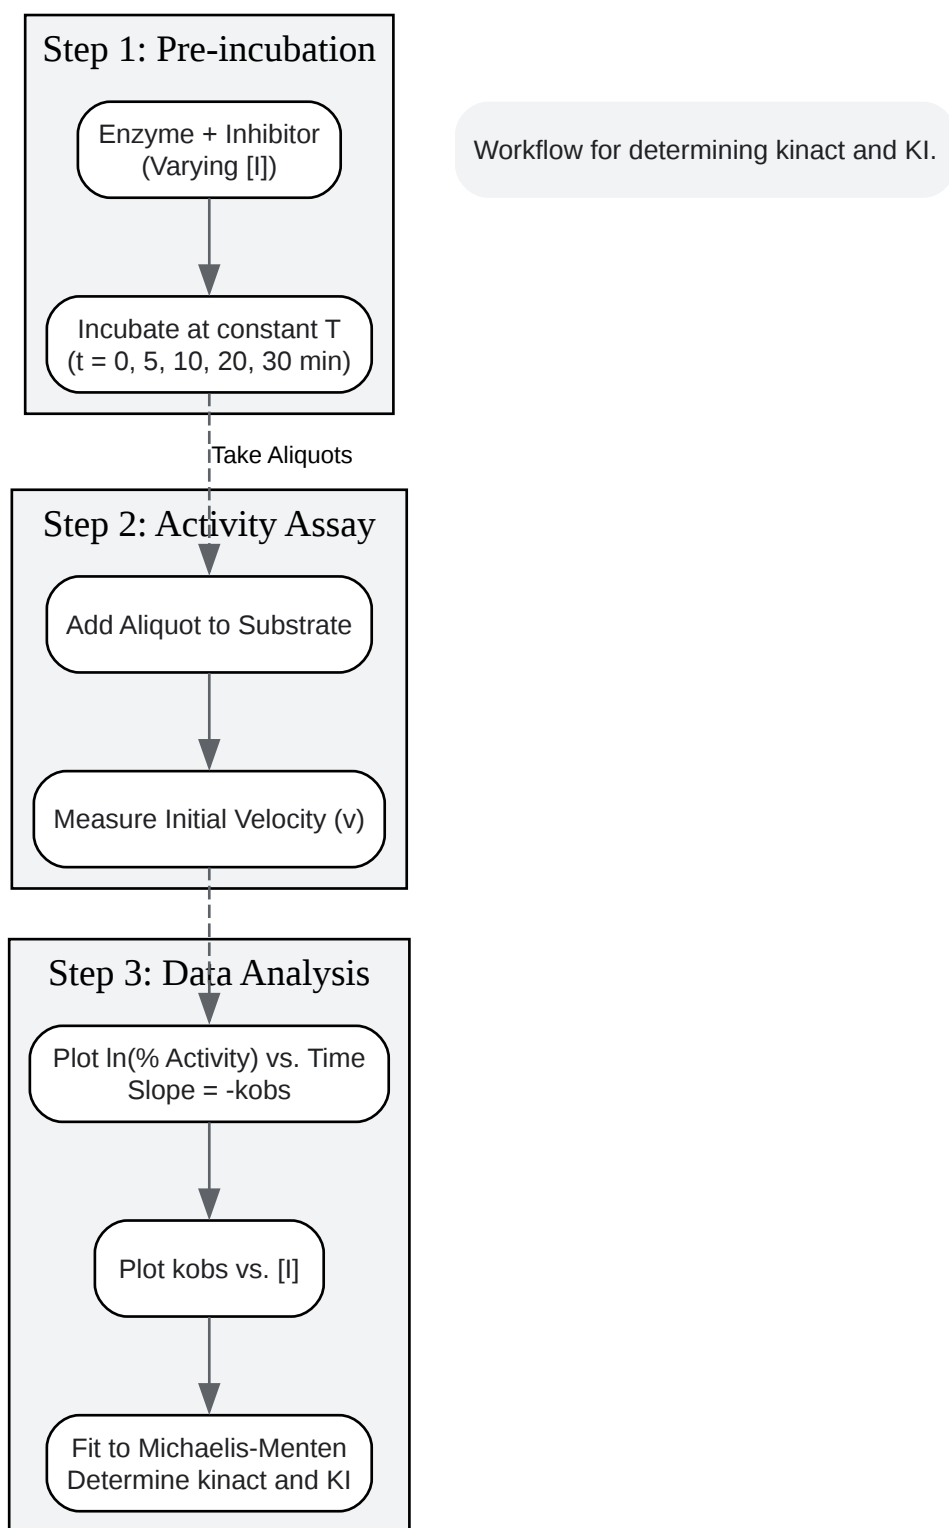 Step 1: Pre-incubation
Enzyme + Inhibitor
(Varying [I])
Workflow for determining kinact and KI.
Incubate at constant T
(t = 0, 5, 10, 20, 30 min)
Take Aliquots
Step 2: Activity Assay
Add Aliquot to Substrate
Measure Initial Velocity (v)
Step 3: Data Analysis
Plot ln(% Activity) vs. Time
Slope = -kobs
Plot kobs vs. [I]
Fit to Michaelis-Menten
Determine kinact and KI